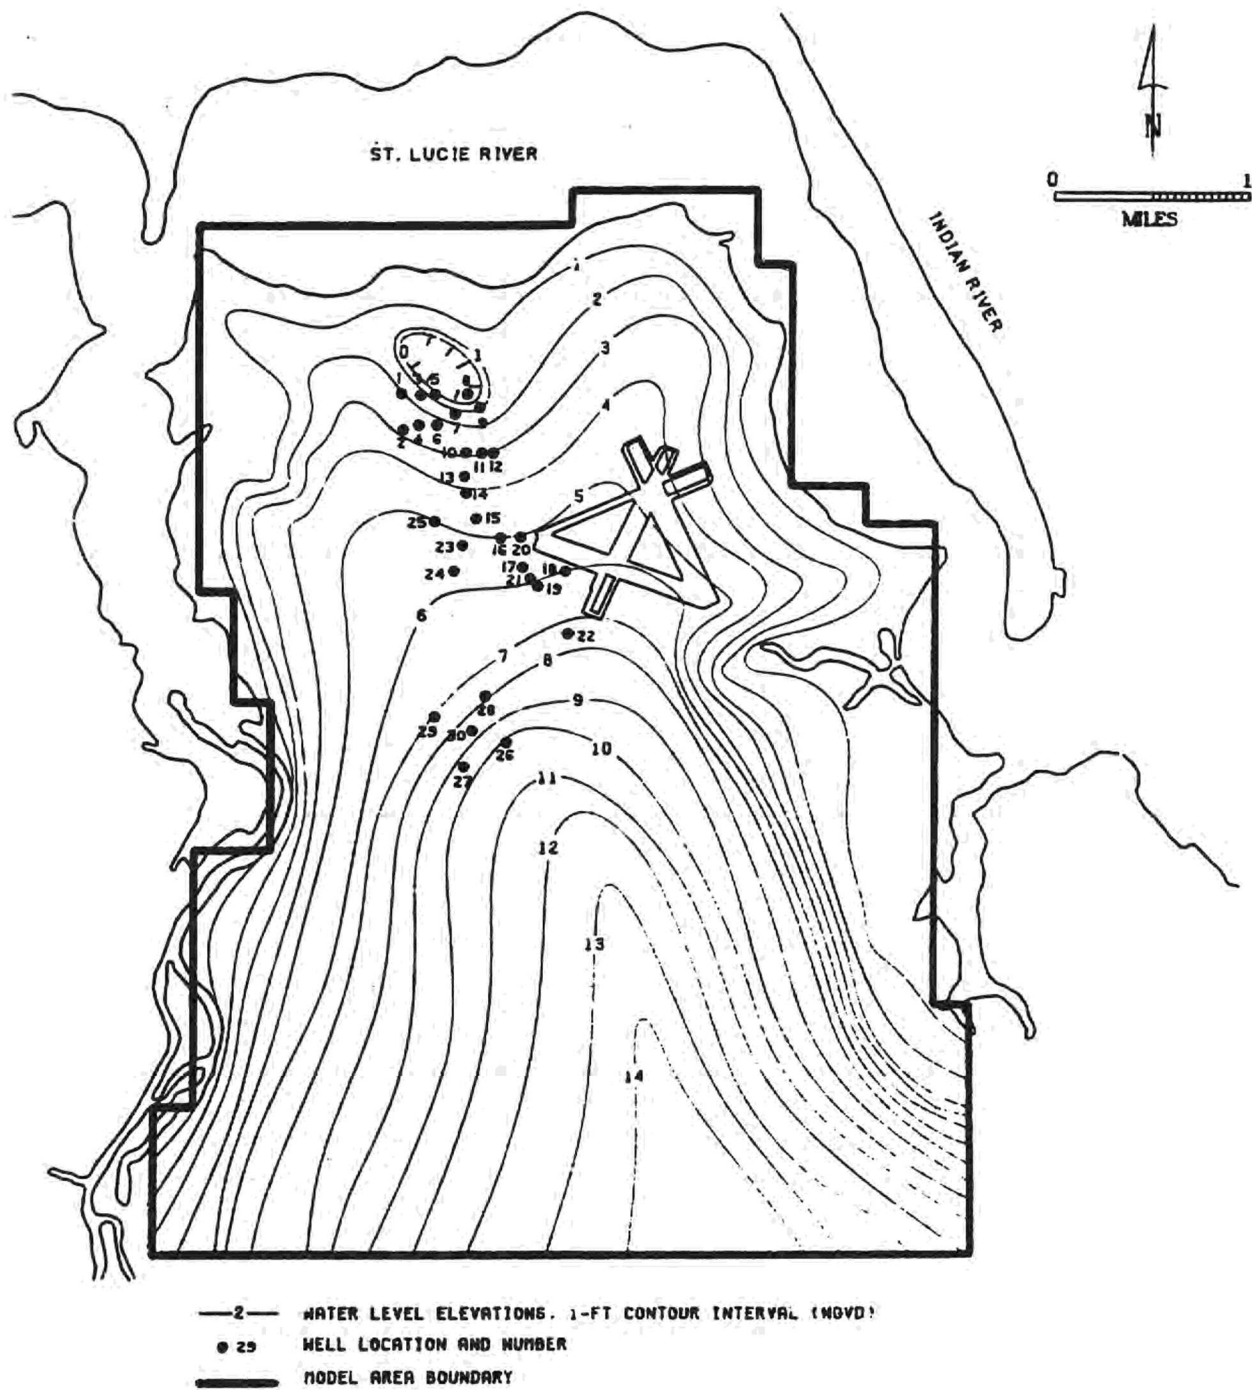 N
ST. LUCIE RIVER
0 1
MILES
INDIAN RIVER
1
2
3
0 1
1 3 5 8
4
7
2 4 6
10 11 12
13
14
5
25 15
23 16 20
24 17 18
21 19
6
22
7
8
28
9
29 30
26
10
27
11
12
13
14
2 WATER LEVEL ELEVATIONS. 1-FT CONTOUR INTERVAL (NGVD)
29 WELL LOCATION AND NUMBER
MODEL AREA BOUNDARY